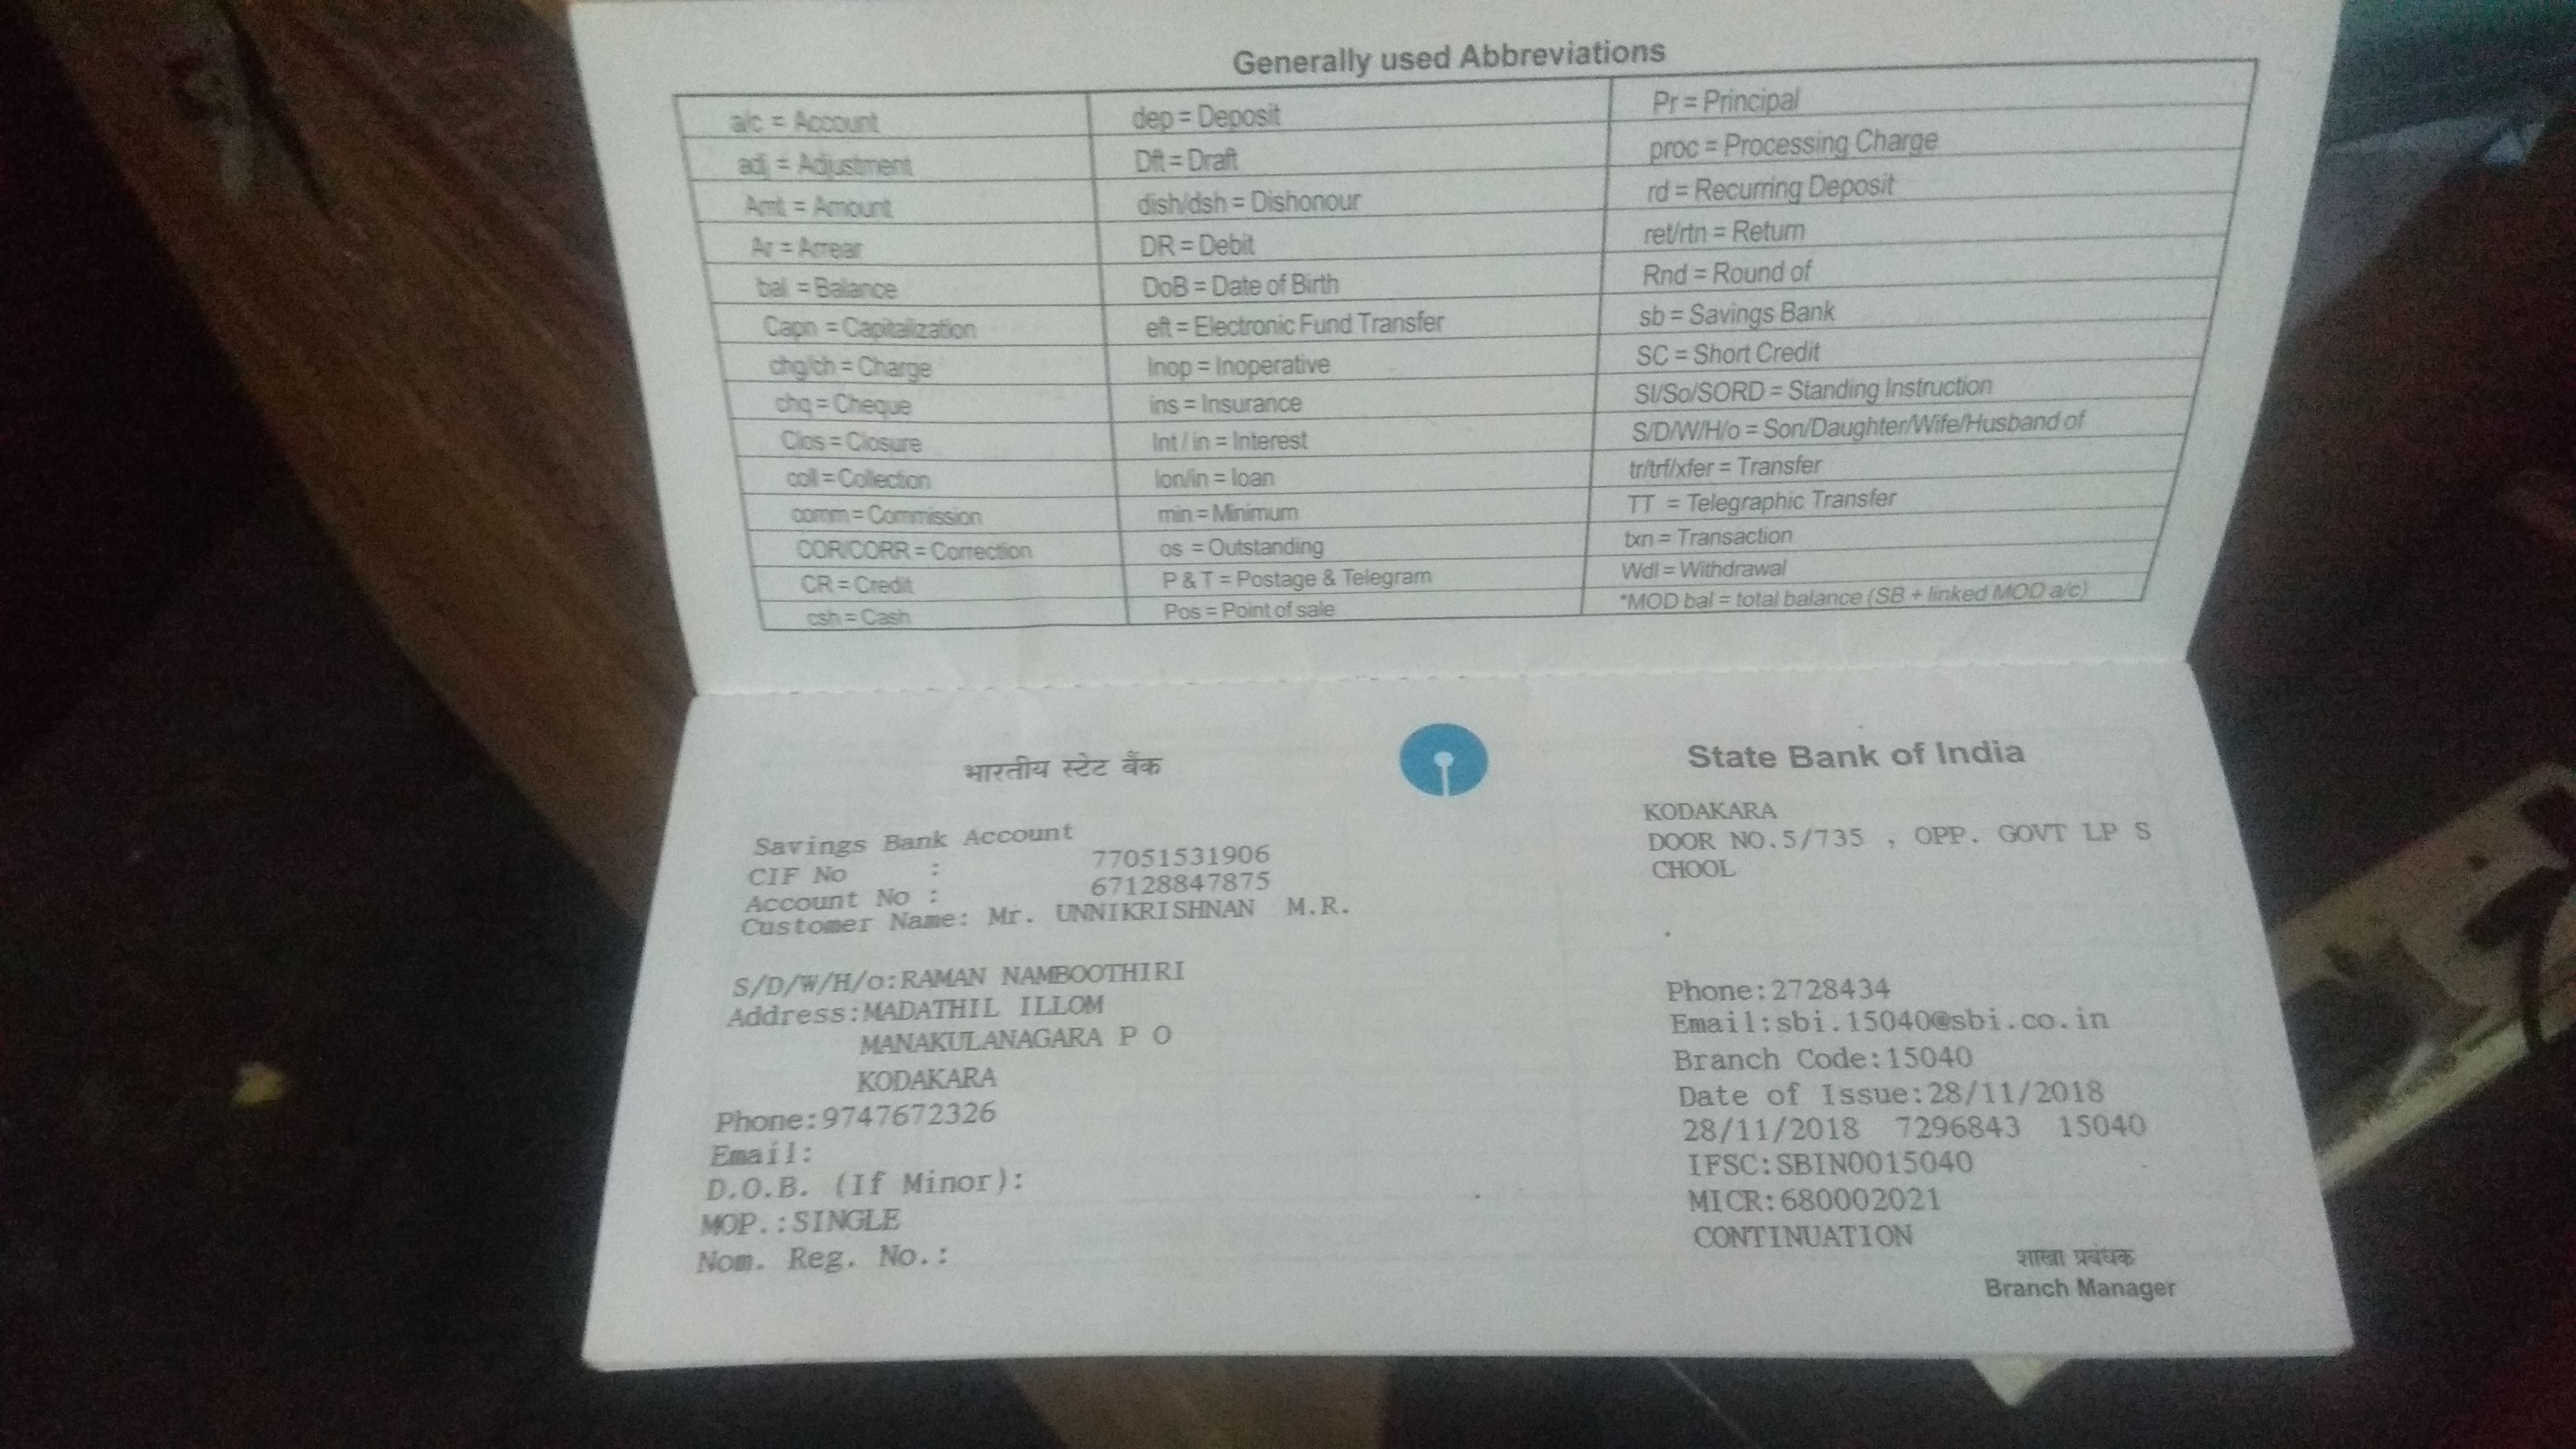 Generally used Abbreviations
a/c = Account
adj = Adjustment
Amt = Amount
Ar = Arrear
bal = Balance
Capn = Capitalization
chg/ch = Charge
chq = Cheque
Clos = Closure
coll = Collection
comm = Commission
COR/CORR = Correction
CR = Credit
csh = Cash
dep = Deposit
Dft = Draft
dish/dsh = Dishonour
DR = Debit
DoB = Date of Birth
eft = Electronic Fund Transfer
Inop = Inoperative
ins = Insurance
Int / in = Interest
lon/in = loan
min = Minimum
os = Outstanding
P & T = Postage & Telegram
Pos = Point of sale
Pr = Principal
proc = Processing Charge
rd = Recurring Deposit
ret/rtn = Return
Rnd = Round of
sb = Savings Bank
SC = Short Credit
SI/So/SORD = Standing Instruction
S/D/W/H/o = Son/Daughter/Wife/Husband of
tr/trf/xfer = Transfer
TT = Telegraphic Transfer
txn = Transaction
Wdl = Withdrawal
*MOD bal = total balance (SB + linked MOD a/c)
भारतीय स्टेट बैंक
Savings Bank Account
CIF No : 77051531906
Account No : 67128847875
Customer Name: Mr. UNNIKRISHNAN M.R.
S/D/W/H/o:RAMAN NAMBOOTHIRI
Address:MADATHIL ILLOM
MANAKULANAGARA P O
KODAKARA
Phone:9747672326
Email:
D.O.B. (If Minor):
MOP.:SINGLE
Nom. Reg. No.:
State Bank of India
KODAKARA
DOOR NO.5/735 , OPP. GOVT LP S
CHOOL
Phone:2728434
Email:sbi.15040@sbi.co.in
Branch Code:15040
Date of Issue:28/11/2018
28/11/2018 7296843 15040
IFSC:SBIN0015040
MICR:680002021
CONTINUATION
शाखा प्रबंधक
Branch Manager